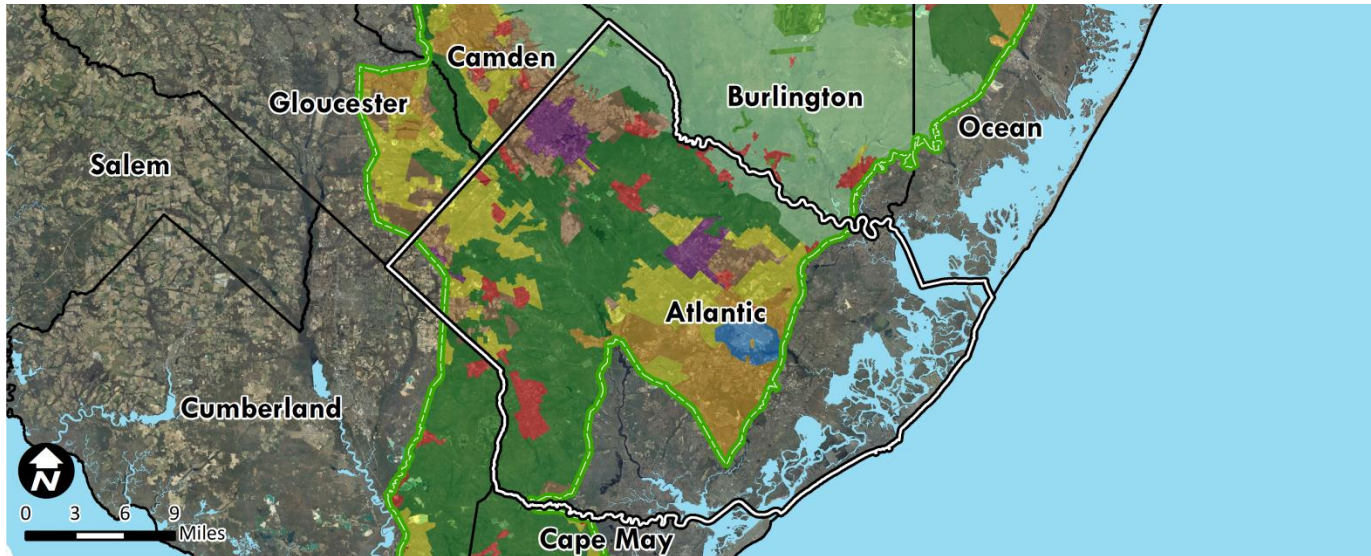 Camden
Gloucester
Burlington
Ocean
Salem
Atlantic
Cumberland
N
0 3 6 9
Miles
Cape May